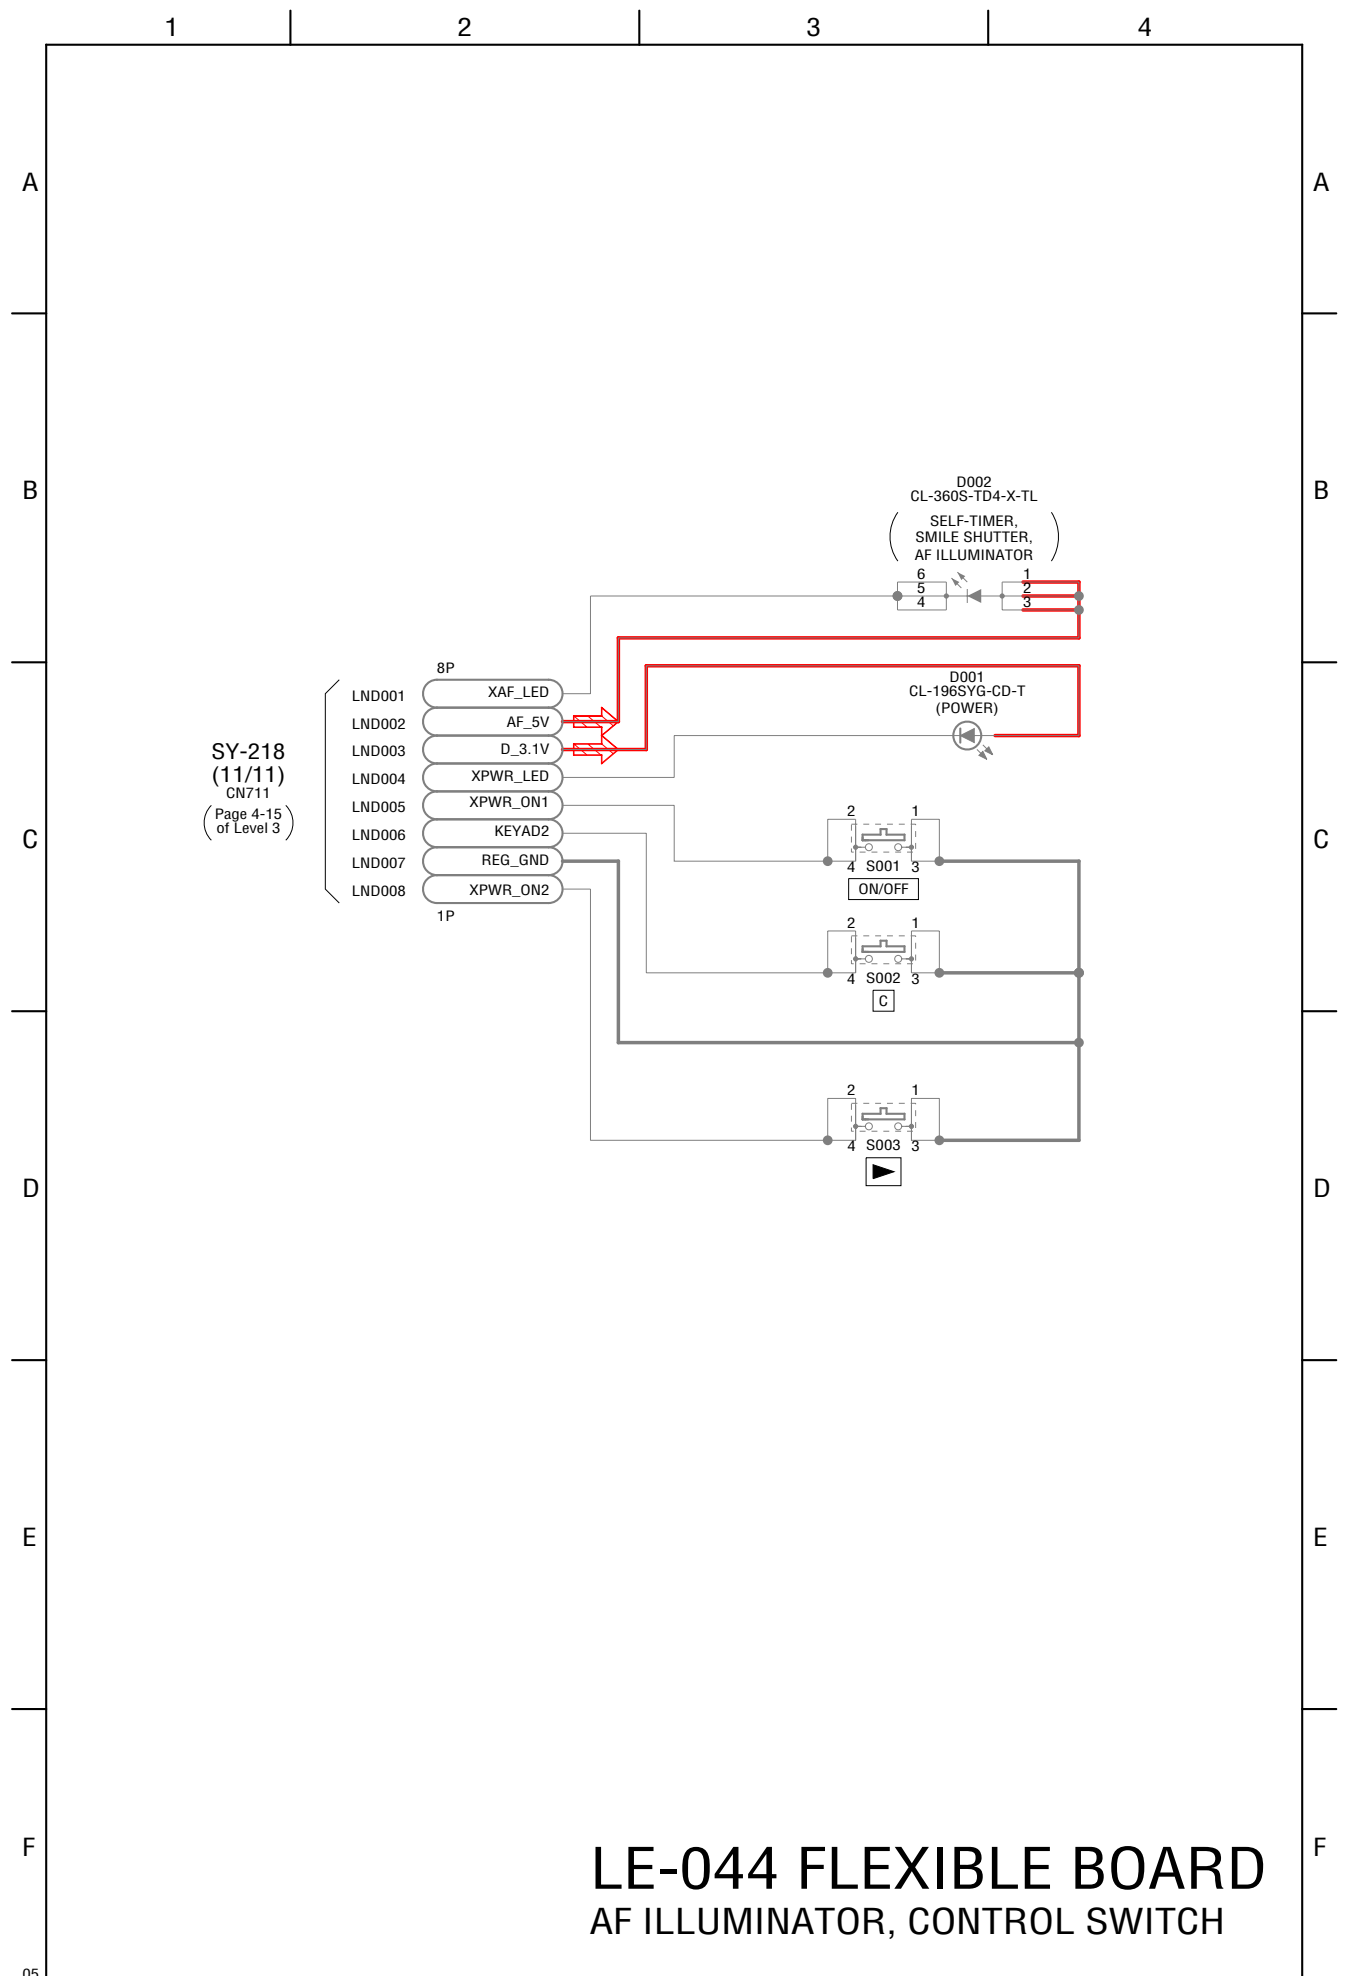 1 2 3 4
A A
B B
D002
CL-360S-TD4-X-TL
SELF-TIMER,
SMILE SHUTTER,
AF ILLUMINATOR
6 1
5 2
4 3
8P
D001
CL-196SYG-CD-T
(POWER)
LND001 XAF_LED
LND002 AF_5V
LND003 D_3.1V
LND004 XPWR_LED
LND005 XPWR_ON1
LND006 KEYAD2
LND007 REG_GND
LND008 XPWR_ON2
1P
SY-218
(11/11)
CN711
(Page 4-15
of Level 3)
C C
2 1
4 S001 3
ON/OFF
2 1
4 S002 3
C
2 1
4 S003 3
D D
E E
F F
LE-044 FLEXIBLE BOARD
AF ILLUMINATOR, CONTROL SWITCH
05